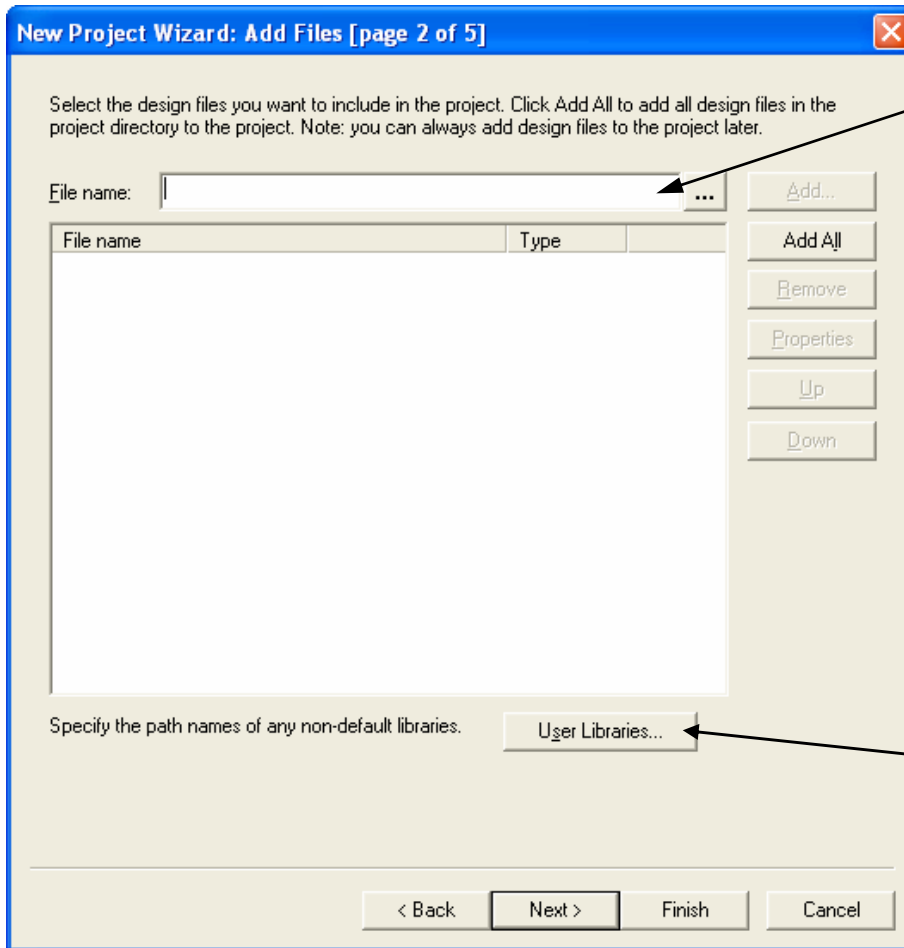 New Project Wizard: Add Files [page 2 of 5]
Select the design files you want to include in the project. Click Add All to add all design files in the
project directory to the project. Note: you can always add design files to the project later.
File name:
...
Add...
File name Type
Add All
Remove
Properties
Up
Down
Specify the path names of any non-default libraries.
User Libraries...
< Back Next > Finish Cancel